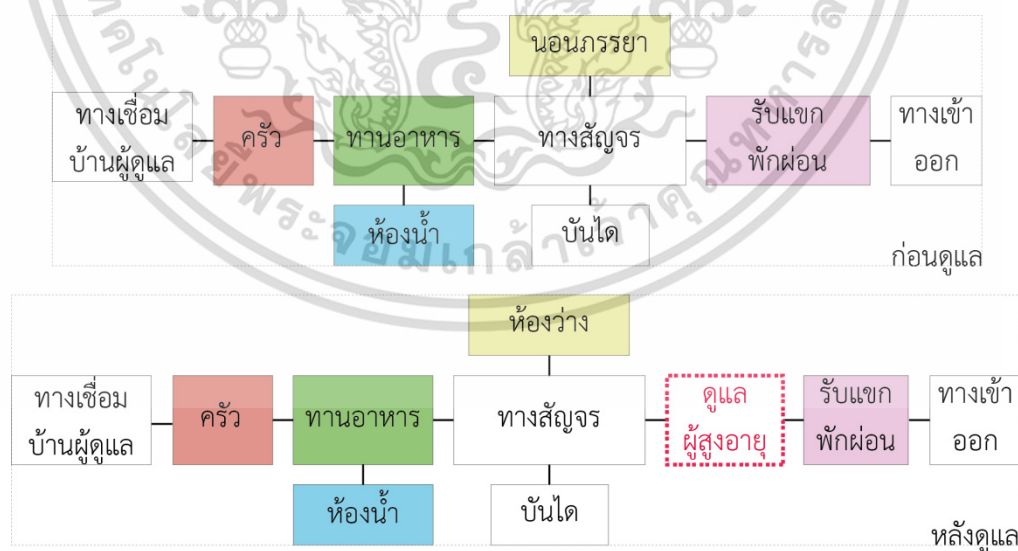 นอนภรรยา
ทางเชื่อม
บ้านผู้ดูแล
ครัว
ทานอาหาร
ทางสัญจร
รับแขก
พักผ่อน
ทางเข้า
ออก
ห้องน้ำ
บันได
ก่อนดูแล
ห้องว่าง
ทางเชื่อม
บ้านผู้ดูแล
ครัว
ทานอาหาร
ทางสัญจร
ดูแล
ผู้สูงอายุ
รับแขก
พักผ่อน
ทางเข้า
ออก
ห้องน้ำ
บันได
หลังดูแล